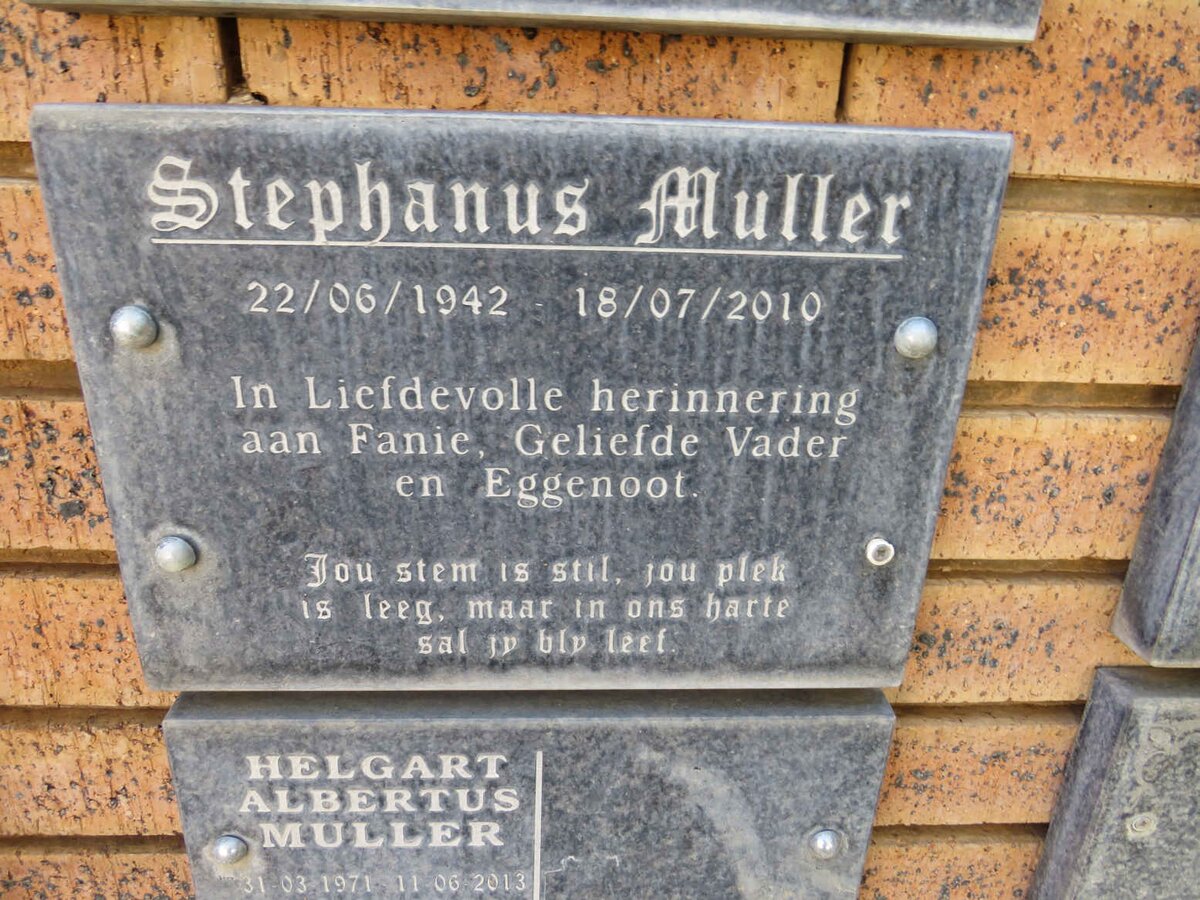 Stephanus Muller
22/06/1942 - 18/07/2010
In Liefdevolle herinnering
aan Fanie, Geliefde Vader
en Eggenoot.
Jou stem is stil, jou plek
is leeg, maar in ons harte
sal jy bly leef.
HELGART
ALBERTUS
MULLER
31-03-1971 - 11-06-2013